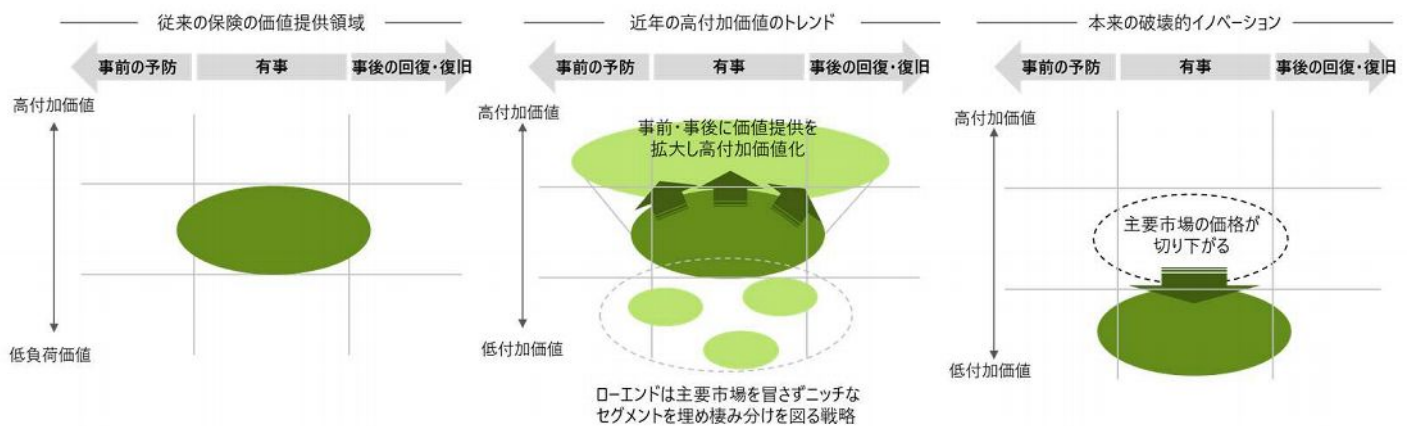 従来の保険の価値提供領域
事前の予防
有事
事後の回復・復旧
高付加価値
低負荷価値
近年の高付加価値のトレンド
事前の予防
有事
事後の回復・復旧
高付加価値
事前・事後に価値提供を
拡大し高付加価値化
低付加価値
ローエンドは主要市場を冒さずニッチな
セグメントを埋め棲み分けを図る戦略
本来の破壊的イノベーション
事前の予防
有事
事後の回復・復旧
高付加価値
主要市場の価格が
切り下がる
低付加価値